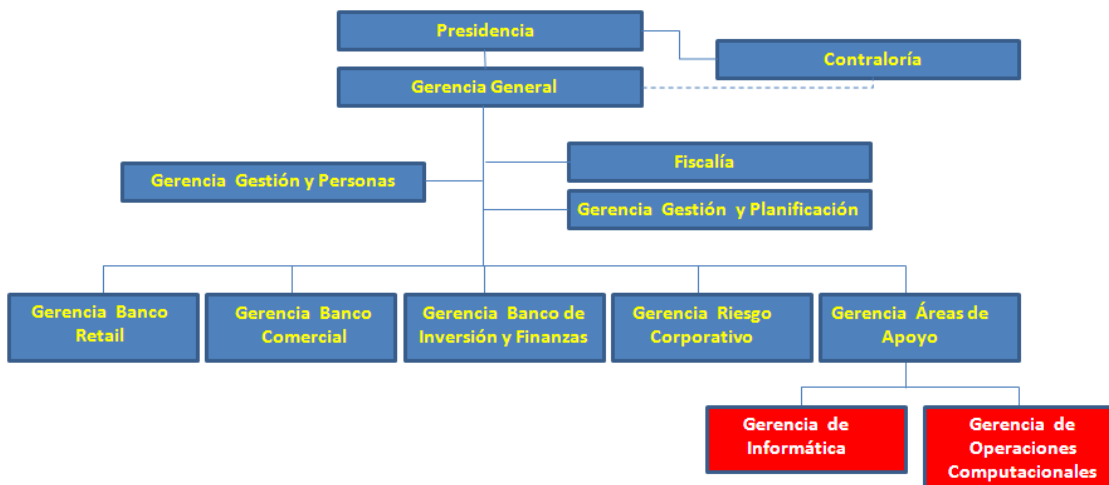 Presidencia
Contraloría
Gerencia General
Fiscalía
Gerencia Gestión y Personas
Gerencia Gestión y Planificación
Gerencia Banco
Retail
Gerencia Banco
Comercial
Gerencia Banco de
Inversión y Finanzas
Gerencia Riesgo
Corporativo
Gerencia Áreas de
Apoyo
Gerencia de
Informática
Gerencia de
Operaciones
Computacionales